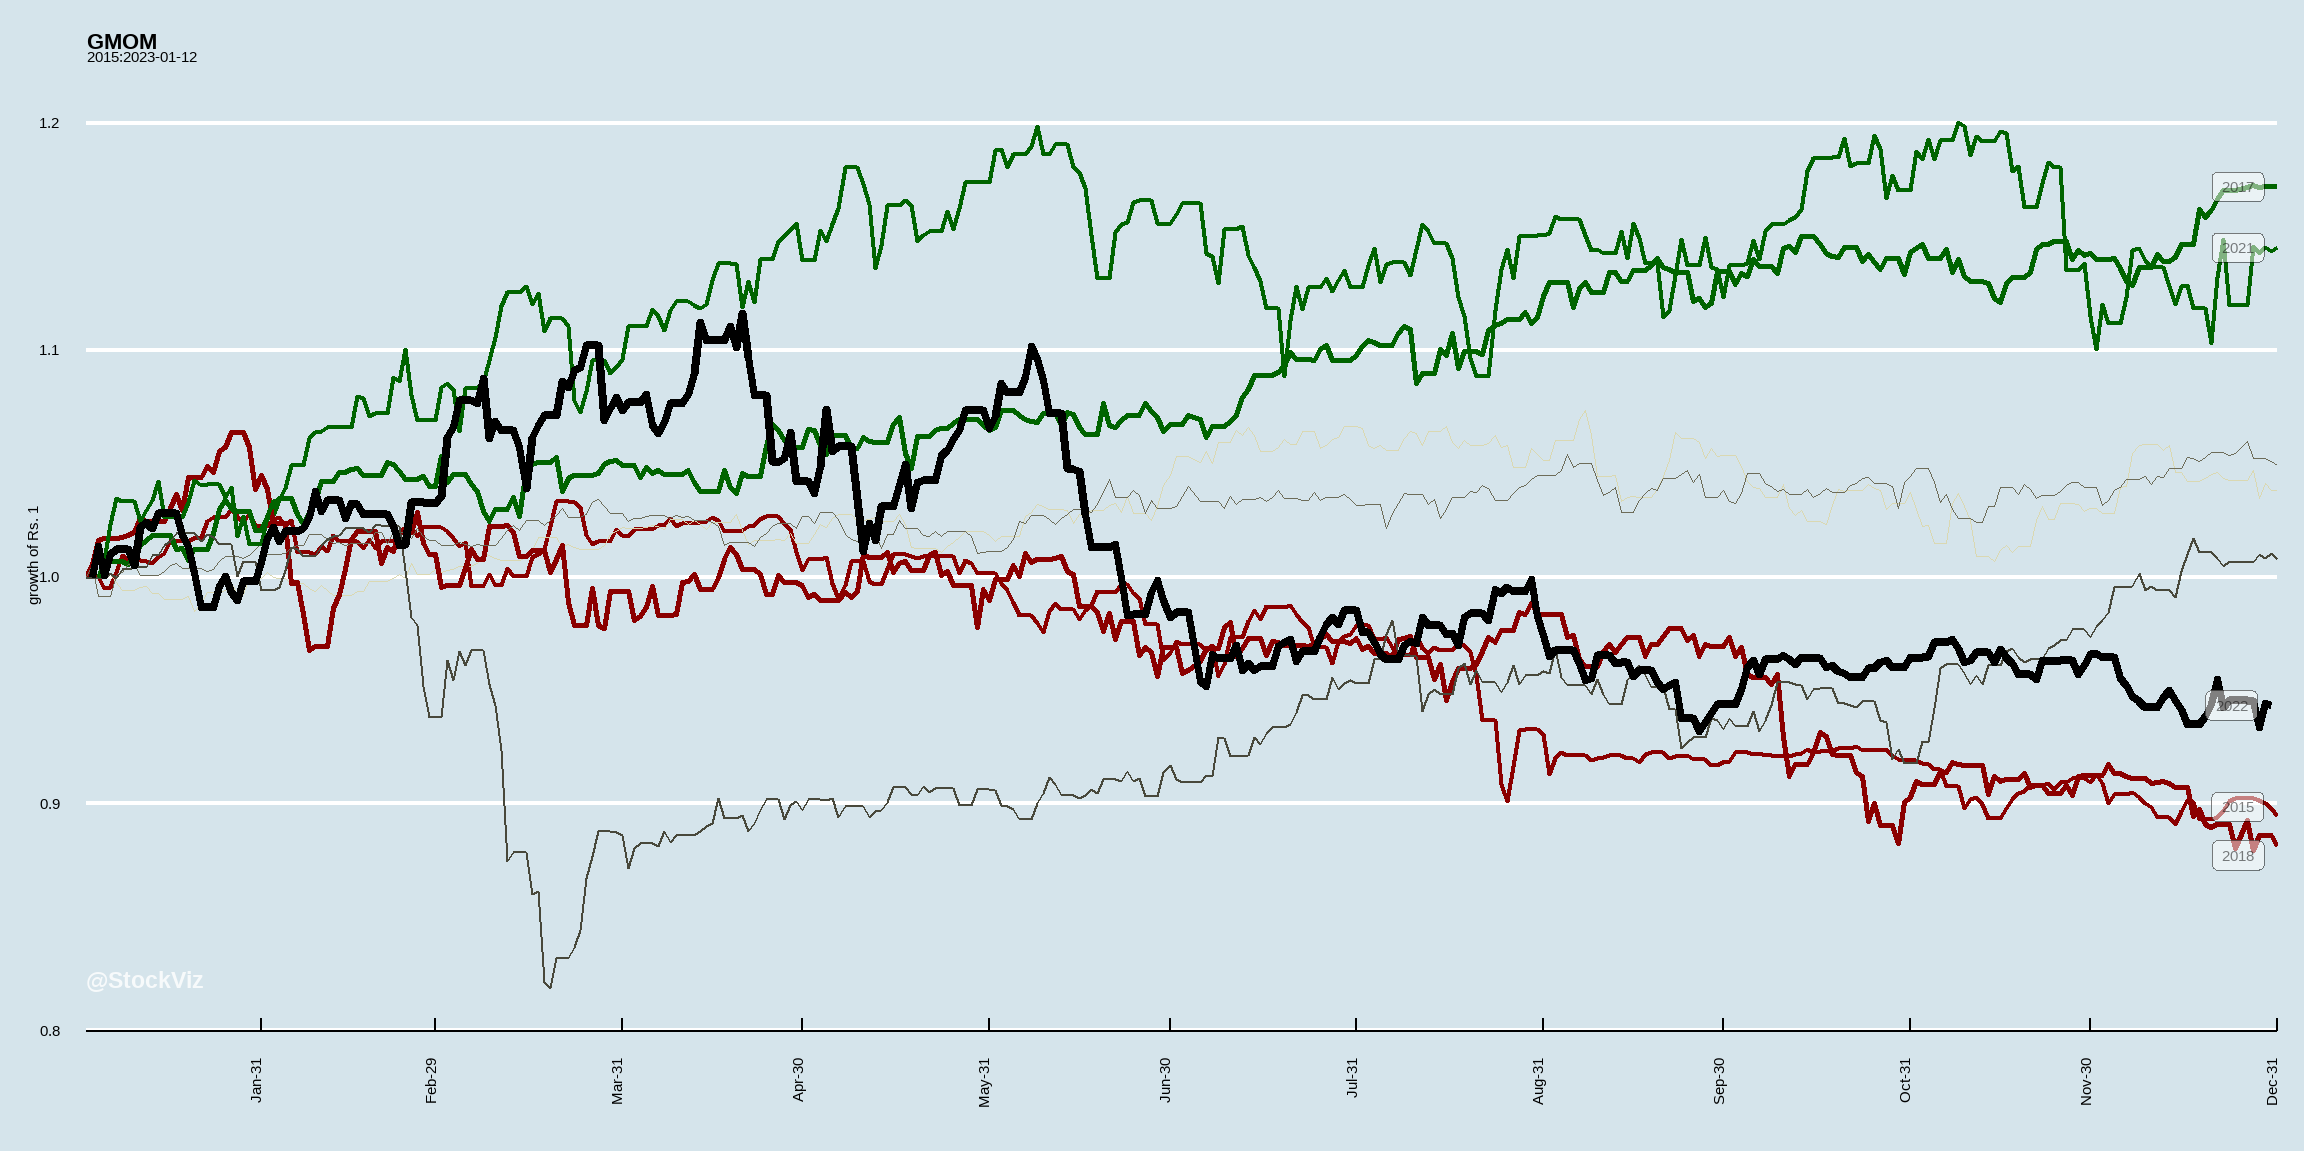 GMOM
2015:2023-01-12
1.2
1.1
1.0
0.9
0.8
growth of Rs. 1
2017
2021
2022
2015
2018
@StockViz
Jan-31
Feb-29
Mar-31
Apr-30
May-31
Jun-30
Jul-31
Aug-31
Sep-30
Oct-31
Nov-30
Dec-31